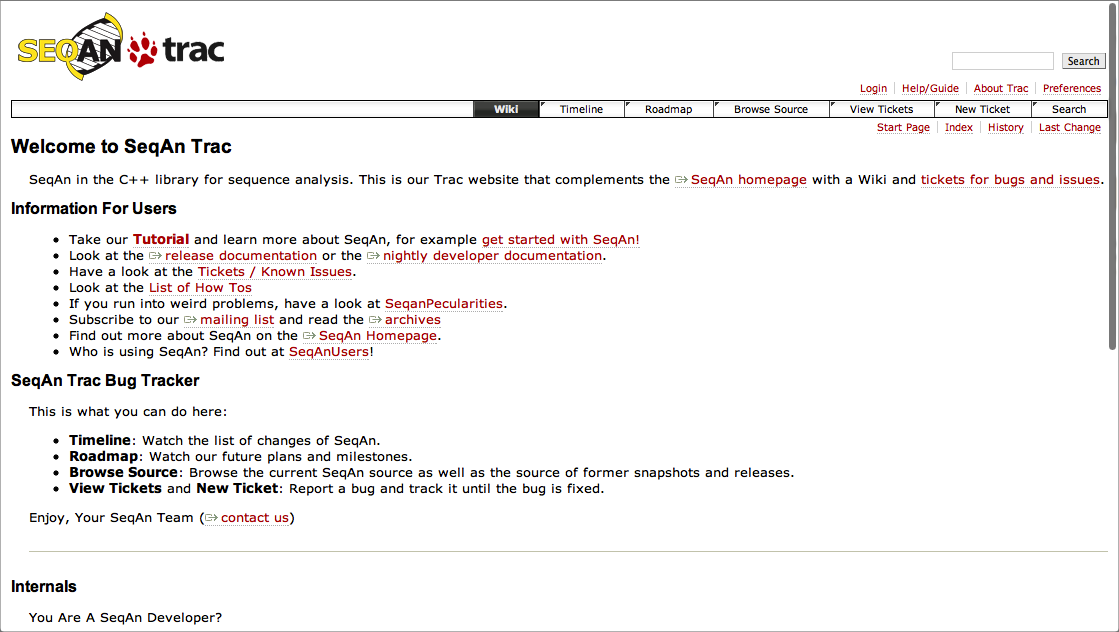 SEQAN trac
Search
Login Help/Guide About Trac Preferences
Wiki Timeline Roadmap Browse Source View Tickets New Ticket Search
Start Page Index History Last Change
Welcome to SeqAn Trac
SeqAn in the C++ library for sequence analysis. This is our Trac website that complements the SeqAn homepage with a Wiki and tickets for bugs and issues.
Information For Users
Take our Tutorial and learn more about SeqAn, for example get started with SeqAn!
Look at the release documentation or the nightly developer documentation.
Have a look at the Tickets / Known Issues.
Look at the List of How Tos
If you run into weird problems, have a look at SeqanPecularities.
Subscribe to our mailing list and read the archives
Find out more about SeqAn on the SeqAn Homepage.
Who is using SeqAn? Find out at SeqAnUsers!
SeqAn Trac Bug Tracker
This is what you can do here:
Timeline: Watch the list of changes of SeqAn.
Roadmap: Watch our future plans and milestones.
Browse Source: Browse the current SeqAn source as well as the source of former snapshots and releases.
View Tickets and New Ticket: Report a bug and track it until the bug is fixed.
Enjoy, Your SeqAn Team (contact us)
Internals
You Are A SeqAn Developer?